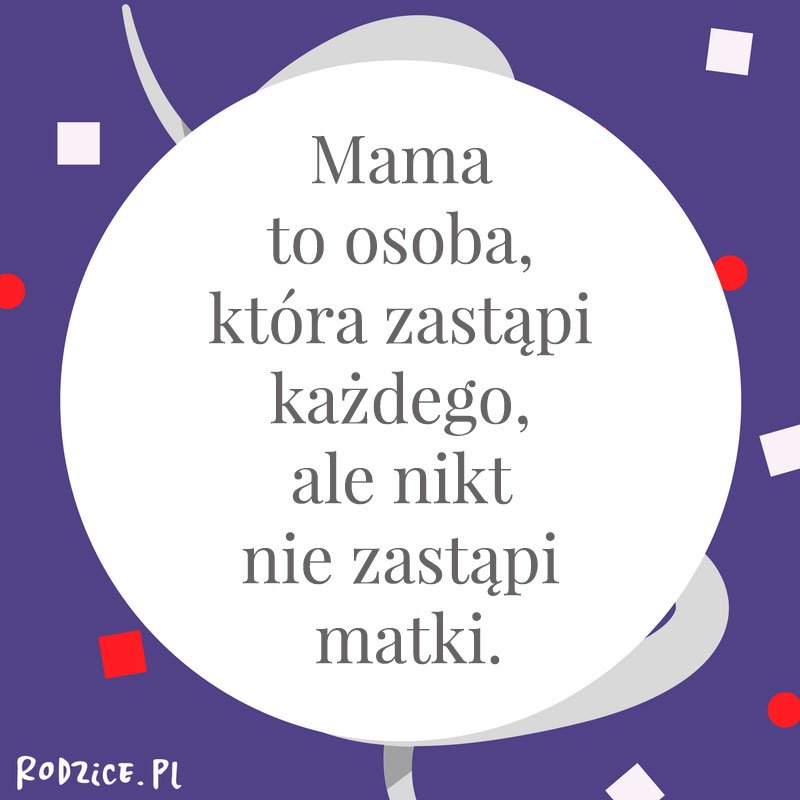 Mama
to osoba,
która zastąpi
każdego,
ale nikt
nie zastąpi
matki.
RODZICE.PL